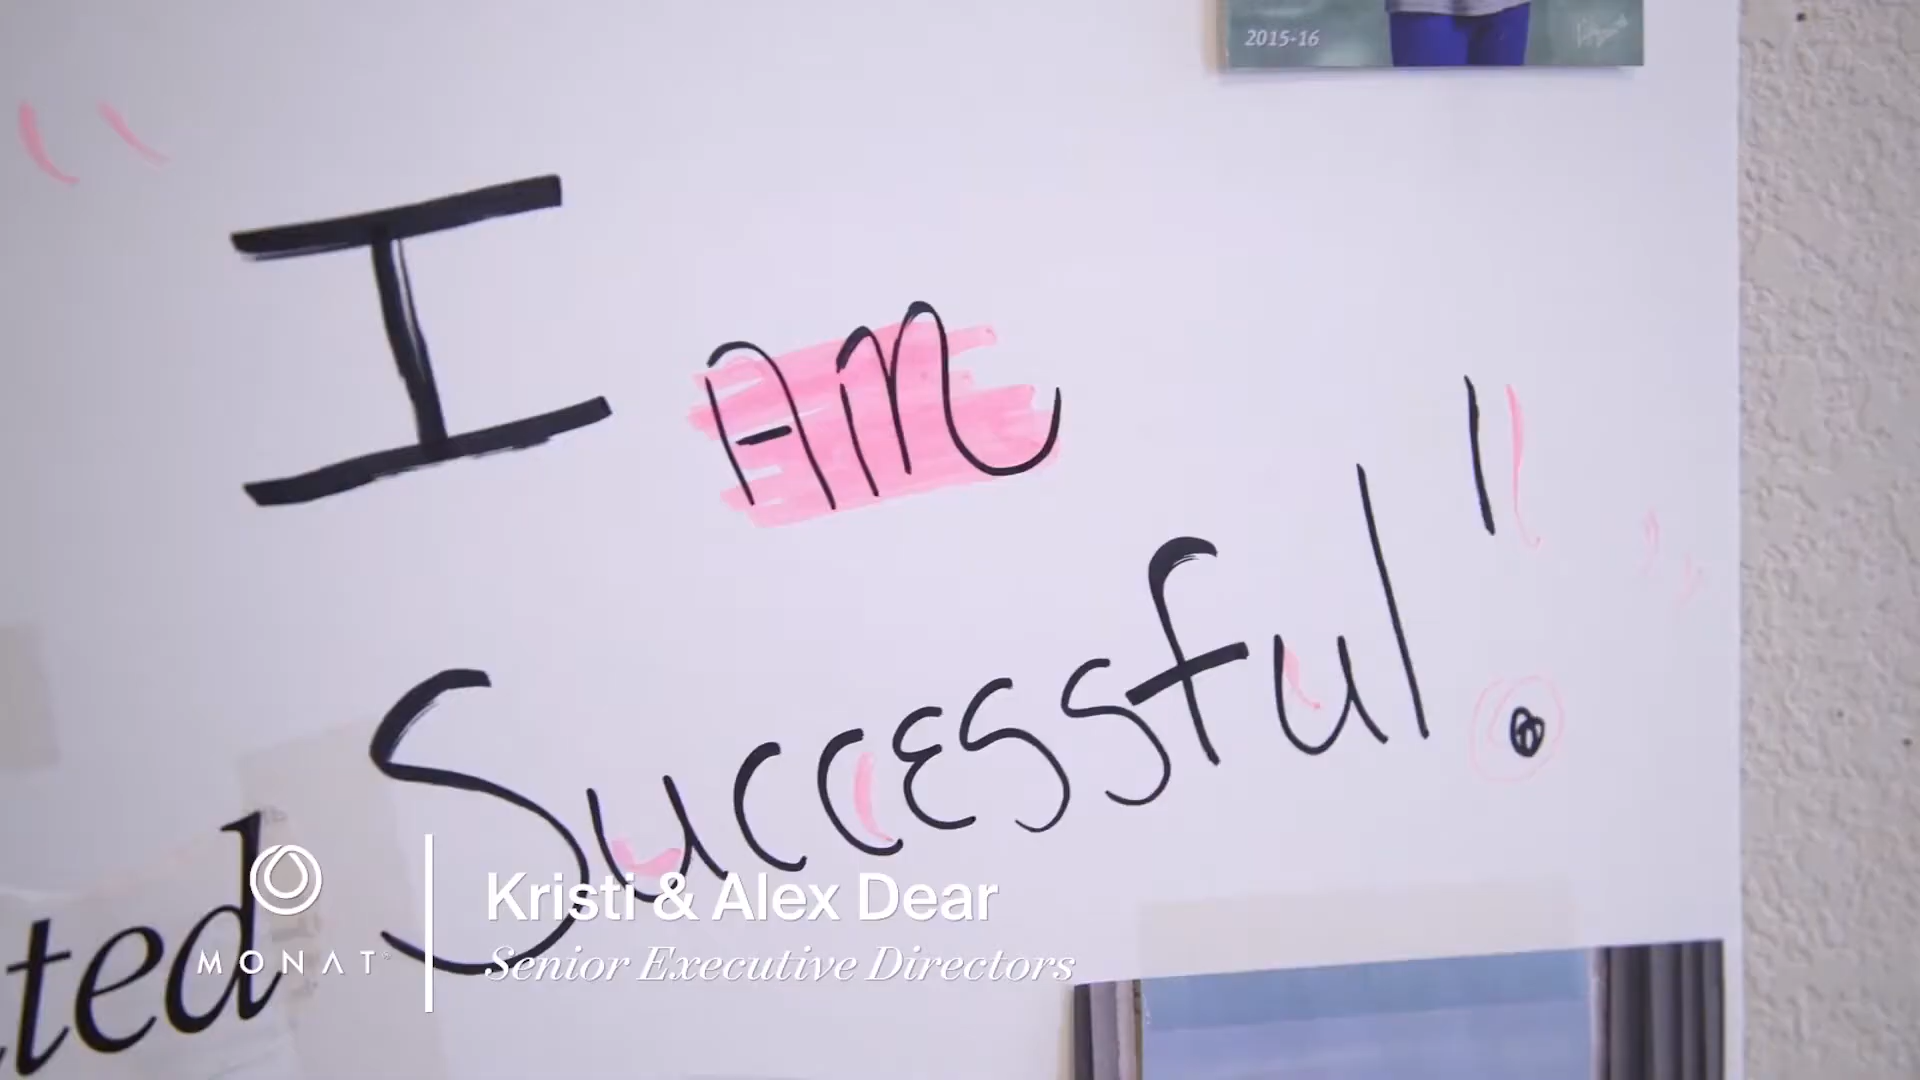 2015-16
"I AM
Successful!"
ted
MONAT
Kristi & Alex Dear
Senior Executive Directors